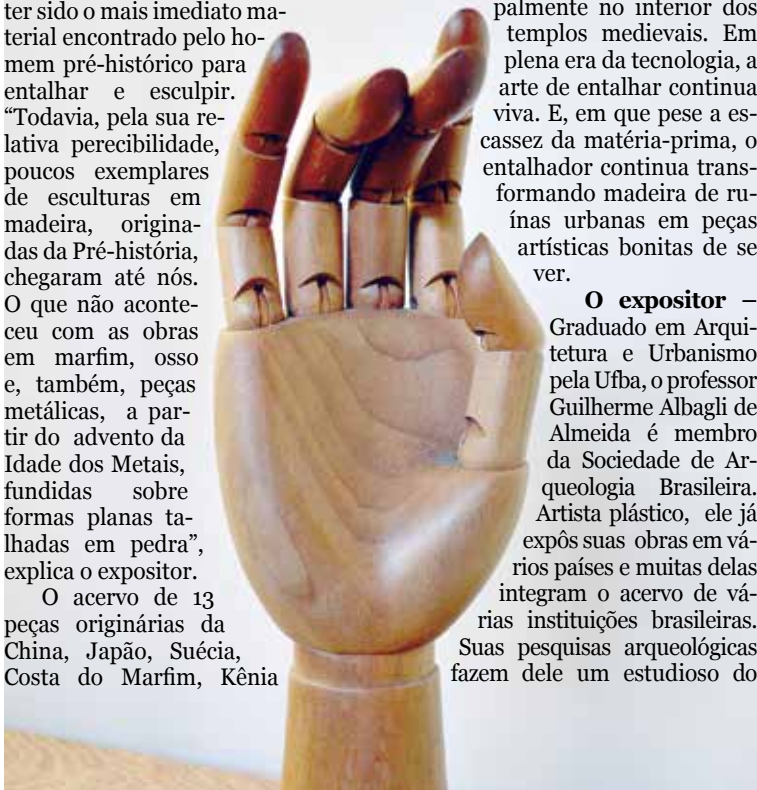 ter sido o mais imediato ma-
terial encontrado pelo ho-
mem pré-histórico para
entalhar e esculpir.
“Todavia, pela sua re-
lativa perecibilidade,
poucos exemplares
de esculturas em
madeira, origina-
das da Pré-história,
chegaram até nós.
O que não aconte-
ceu com as obras
em marfim, osso
e, também, peças
metálicas, a par-
tir do advento da
Idade dos Metais,
fundidas sobre
formas planas ta-
lhadas em pedra”,
explica o expositor.
O acervo de 13
peças originárias da
China, Japão, Suécia,
Costa do Marfim, Kênia
palmente no interior dos
templos medievais. Em
plena era da tecnologia, a
arte de entalhar continua
viva. E, em que pese a es-
cassez da matéria-prima, o
entalhador continua trans-
formando madeira de ru-
ínas urbanas em peças
artísticas bonitas de se
ver.
O expositor –
Graduado em Arqui-
tetura e Urbanismo
pela Ufba, o professor
Guilherme Albagli de
Almeida é membro
da Sociedade de Ar-
queologia Brasileira.
Artista plástico, ele já
expôs suas obras em vá-
rios países e muitas delas
integram o acervo de vá-
rias instituições brasileiras.
Suas pesquisas arqueológicas
fazem dele um estudioso do